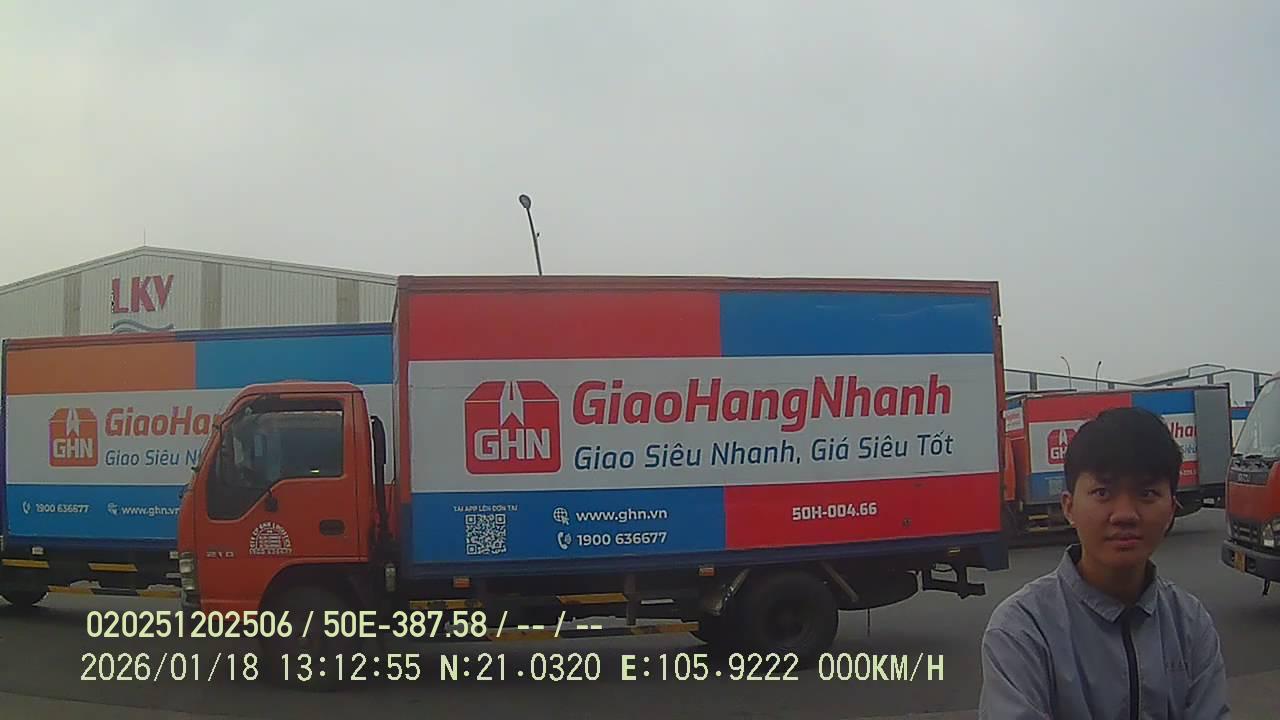 LKV
GiaoHan
GHN
Giao Siêu N
1900 636677
www.ghn.vn
GiaoHangNhanh
GHN
Giao Siêu Nhanh, Giá Siêu Tốt
TẢI APP LÊN ĐƠN TẠI
www.ghn.vn
1900 636677
50H-004.66
210
GHN
020251202506 / 50E-387.58 / -- / --
2026/01/18 13:12:55 N:21.0320 E:105.9222 000KM/H